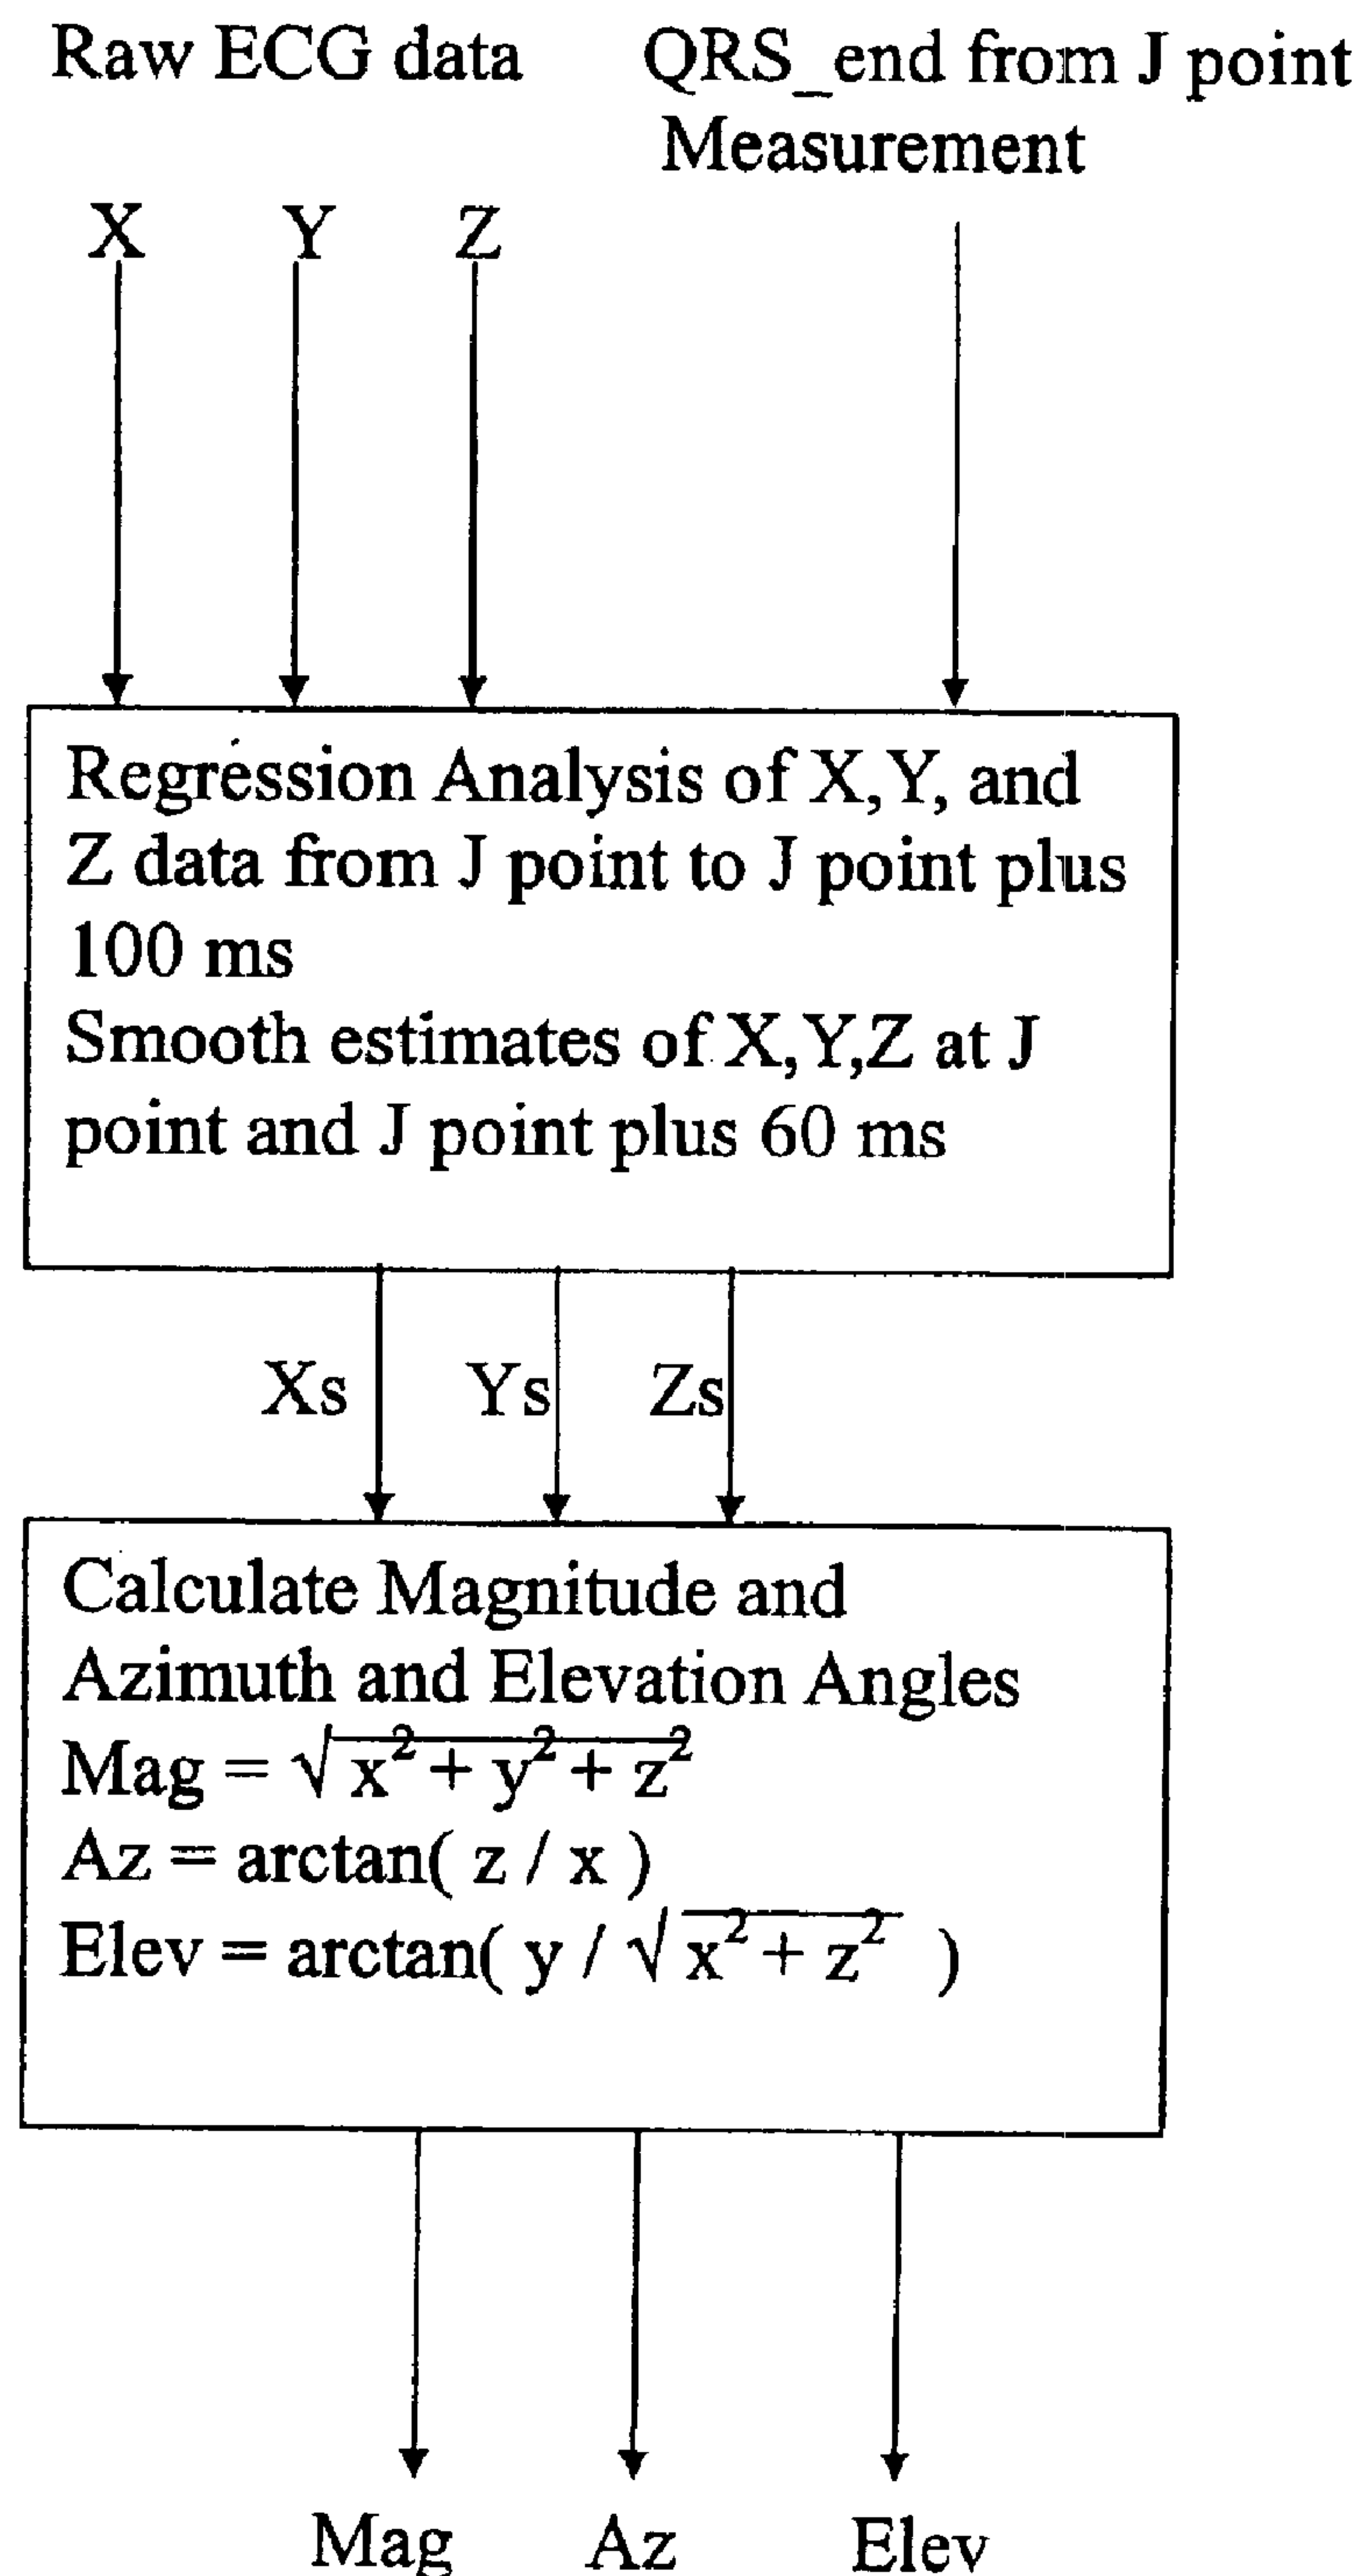 Raw ECG data
QRS_end from J point
Measurement
X Y Z
Regression Analysis of X,Y, and
Z data from J point to J point plus
100 ms
Smooth estimates of X,Y,Z at J
point and J point plus 60 ms
Xs Ys Zs
Calculate Magnitude and
Azimuth and Elevation Angles
Mag = √x² + y² + z²
Az = arctan( z / x )
Elev = arctan( y / √x² + z² )
Mag Az Elev